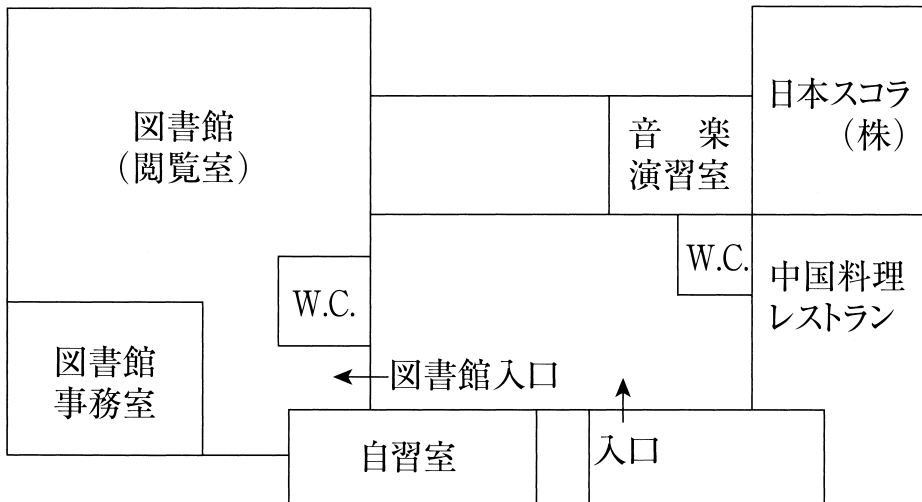 図書館
（閲覧室）
音　楽
演習室
日本スコラ
（株）
W.C.
中国料理
レストラン
W.C.
図書館
事務室
図書館入口
自習室
入口